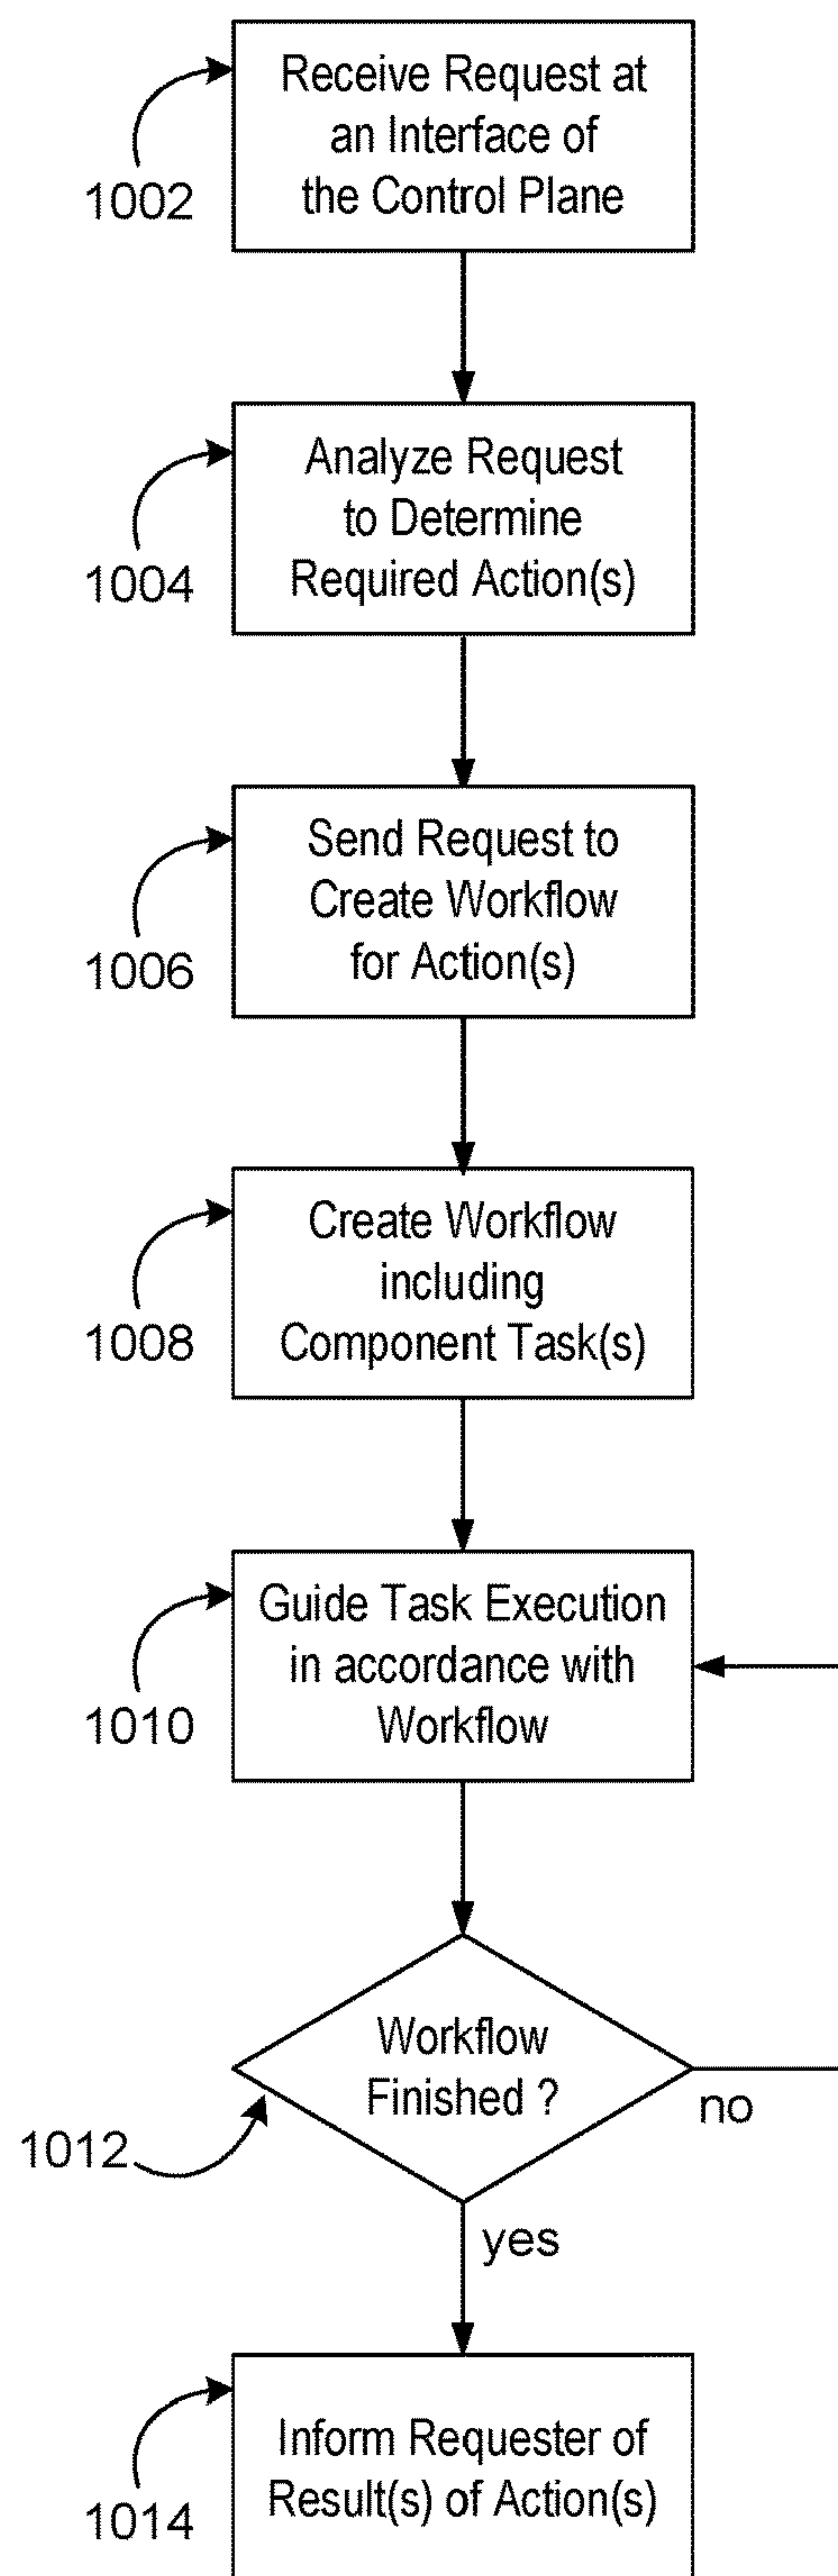 Receive Request at
an Interface of
the Control Plane
1002
Analyze Request
to Determine
Required Action(s)
1004
Send Request to
Create Workflow
for Action(s)
1006
Create Workflow
including
Component Task(s)
1008
Guide Task Execution
in accordance with
Workflow
1010
Workflow
Finished ?
no
1012
yes
Inform Requester of
Result(s) of Action(s)
1014